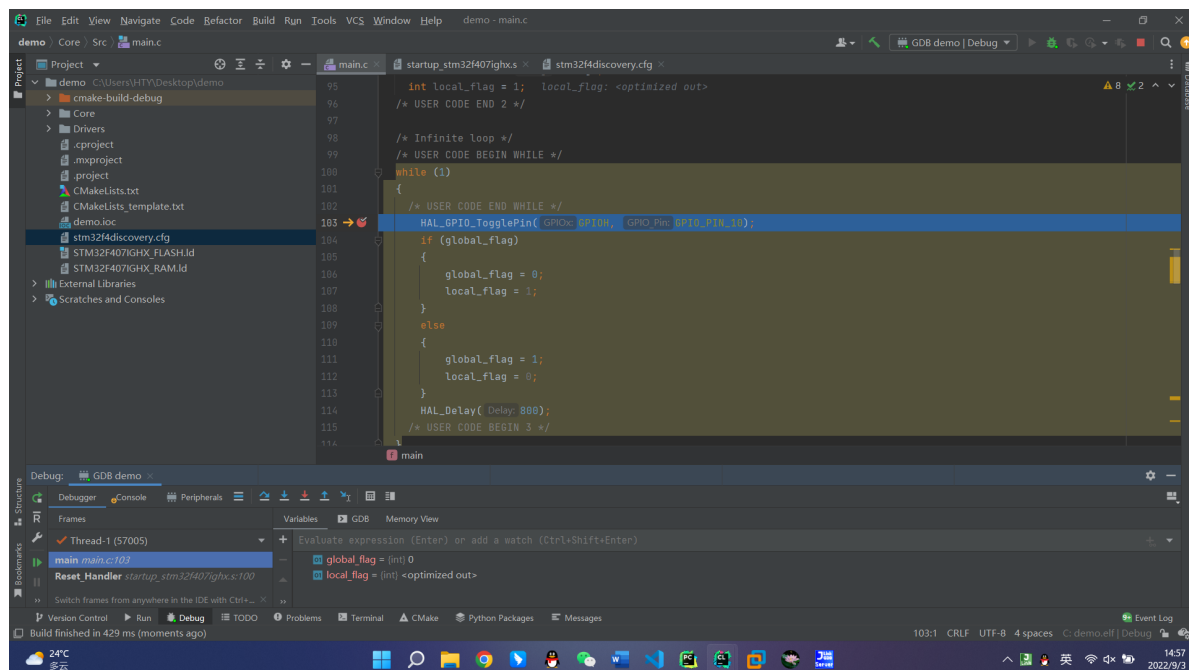 File Edit View Navigate Code Refactor Build Run Tools VCS Window Help demo - main.c
demo Core Src main.c GDB demo | Debug
Project main.c startup_stm32f407ighx.s stm32f4discovery.cfg
Project
demo C:\Users\HTY\Desktop\demo
cmake-build-debug
Core
Drivers
.cproject
.mxproject
.project
CMakeLists.txt
CMakeLists_template.txt
demo.ioc
stm32f4discovery.cfg
STM32F407IGHX_FLASH.ld
STM32F407IGHX_RAM.ld
External Libraries
Scratches and Consoles
95 int local_flag = 1; local_flag: <optimized out>
8 2
96 /* USER CODE END 2 */
97
98 /* Infinite loop */
99 /* USER CODE BEGIN WHILE */
100 while (1)
101 {
102 /* USER CODE END WHILE */
103 HAL_GPIO_TogglePin( GPIOx: GPIOH, GPIO_Pin: GPIO_PIN_10);
104 if (global_flag)
105 {
106 global_flag = 0;
107 local_flag = 1;
108 }
109 else
110 {
111 global_flag = 1;
112 local_flag = 0;
113 }
114 HAL_Delay( Delay: 800);
115 /* USER CODE BEGIN 3 */
116 }
f main
Debug: GDB demo
Debugger Console Peripherals
Frames Variables GDB Memory View
Thread-1 (57005)
Evaluate expression (Enter) or add a watch (Ctrl+Shift+Enter)
main main.c:103
global_flag = {int} 0
Reset_Handler startup_stm32f407ighx.s:100
local_flag = {int} <optimized out>
Switch frames from anywhere in the IDE with Ctrl+...
Structure
Bookmarks
Version Control Run Debug TODO Problems Terminal CMake Python Packages Messages Event Log
Build finished in 429 ms (moments ago) 103:1 CRLF UTF-8 4 spaces C: demo.elf | Debug
24°C
多云
英
14:57
2022/9/3